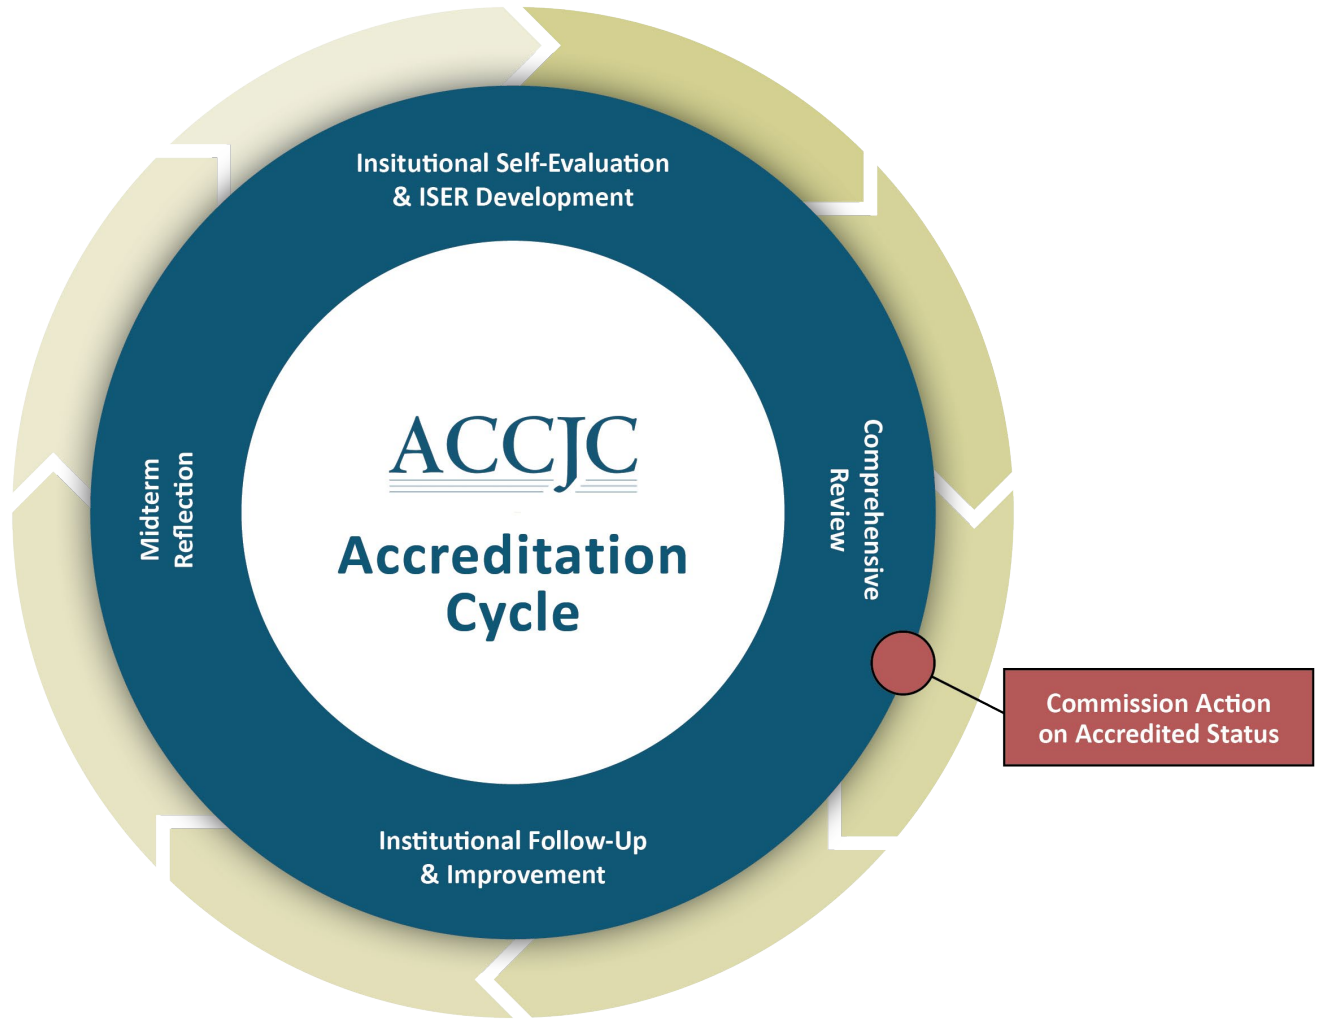 Insitutional Self-Evaluation
& ISER Development
Comprehensive
Review
ACCJC
Accreditation
Cycle
Midterm
Reflection
Commission Action
on Accredited Status
Institutional Follow-Up
& Improvement